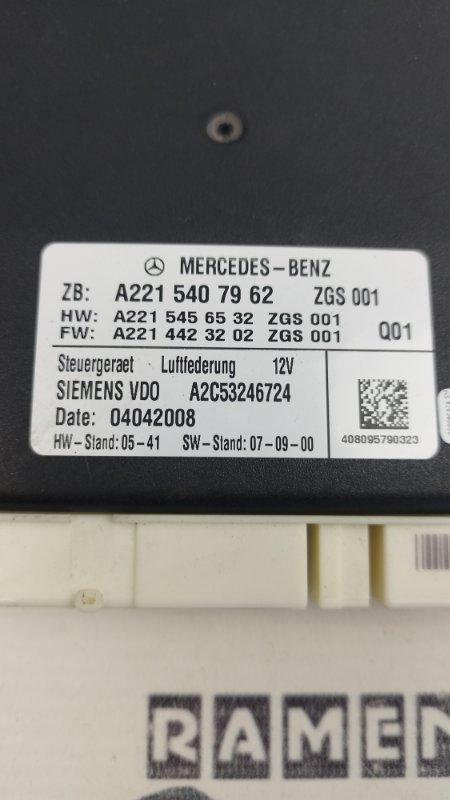 MERCEDES-BENZ
ZB: A221 540 79 62 ZGS 001
HW: A221 545 65 32 ZGS 001
FW: A221 442 32 02 ZGS 001 Q01
Steuergeraet Luftfederung 12V
SIEMENS VDO A2C53246724
Date: 04042008
HW-Stand: 05-41 SW-Stand: 07-09-00
408095790323
RAMEN